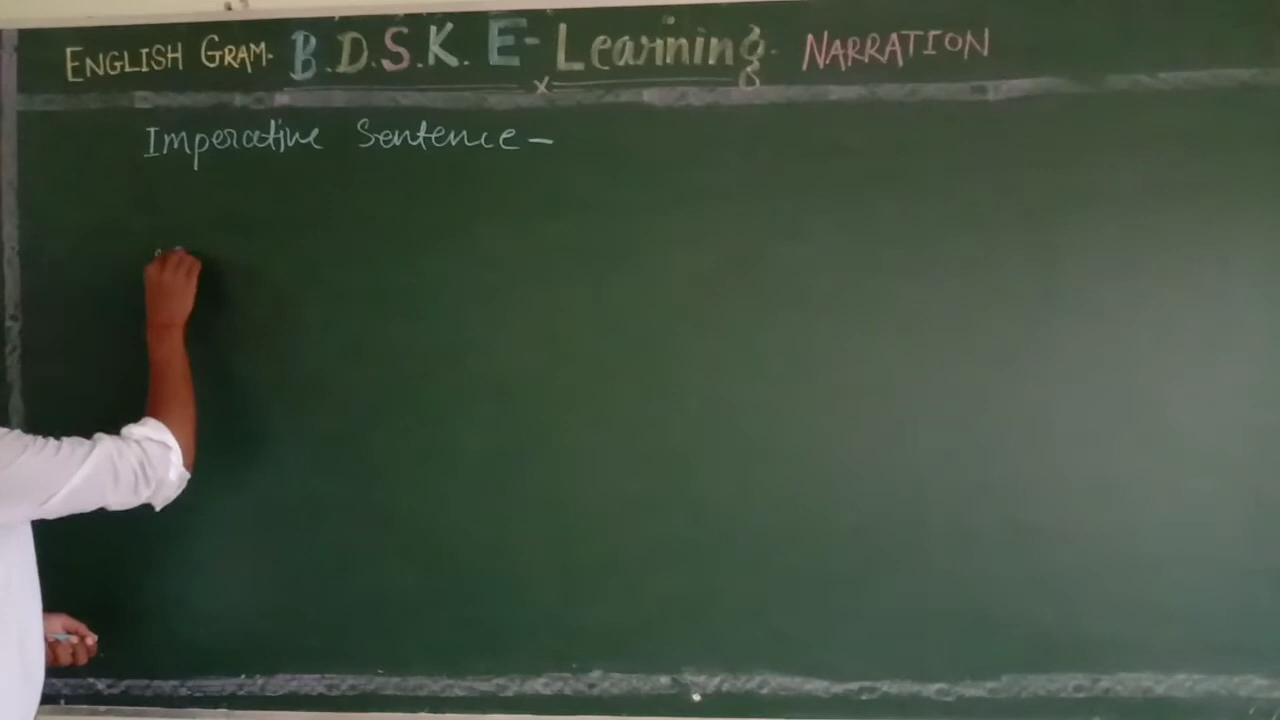 ENGLISH GRAM. B.D.S.K. E-Learning. NARRATION
x
Imperative Sentence -